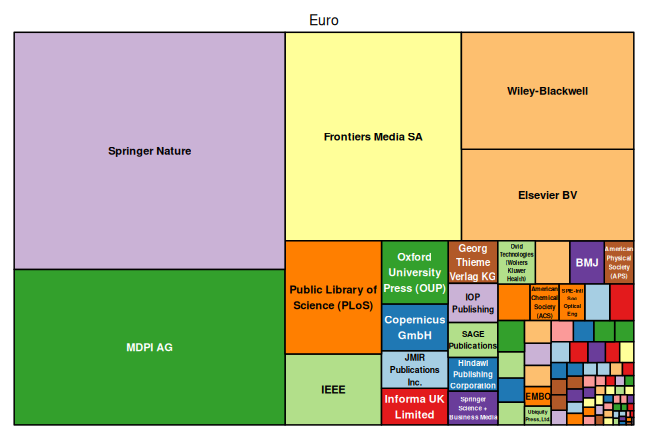 Euro
Springer Nature
MDPI AG
Frontiers Media SA
Wiley-Blackwell
Elsevier BV
Public Library of
Science (PLoS)
IEEE
Oxford
University
Press (OUP)
Copernicus
GmbH
JMIR
Publications
Inc.
Informa UK
Limited
Georg
Thieme
Verlag KG
IOP
Publishing
SAGE
Publications
Hindawi
Publishing
Corporation
Springer
Science +
Business Media
Ovid
Technologies
(Wolters
Kluwer
Health)
BMJ
American
Physical
Society
(APS)
American
Chemical
Society
(ACS)
SPIE-Intl
Soc
Optical
Eng
EMBO
Ubiquity
Press, Ltd.